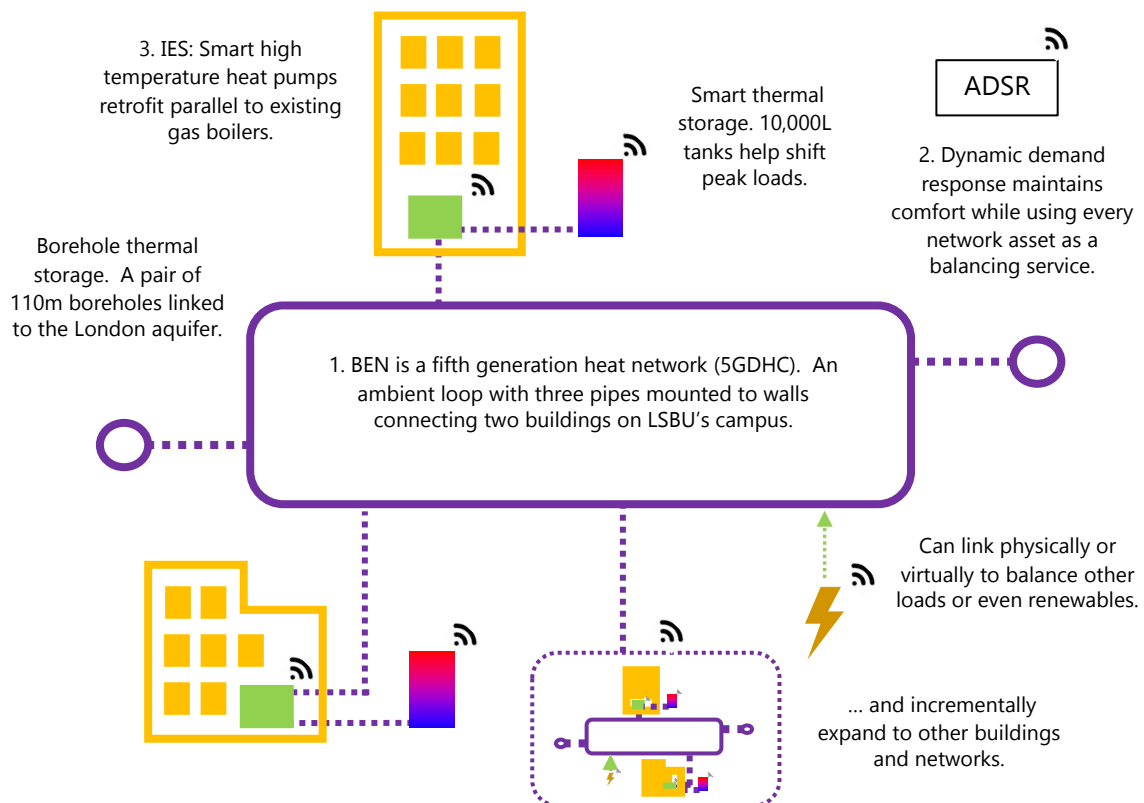 3. IES: Smart high
temperature heat pumps
retrofit parallel to existing
gas boilers.
Smart thermal
storage. 10,000L
tanks help shift
peak loads.
ADSR
2. Dynamic demand
response maintains
comfort while using every
network asset as a
balancing service.
Borehole thermal
storage. A pair of
110m boreholes linked
to the London aquifer.
1. BEN is a fifth generation heat network (5GDHC). An
ambient loop with three pipes mounted to walls
connecting two buildings on LSBU’s campus.
Can link physically or
virtually to balance other
loads or even renewables.
... and incrementally
expand to other buildings
and networks.